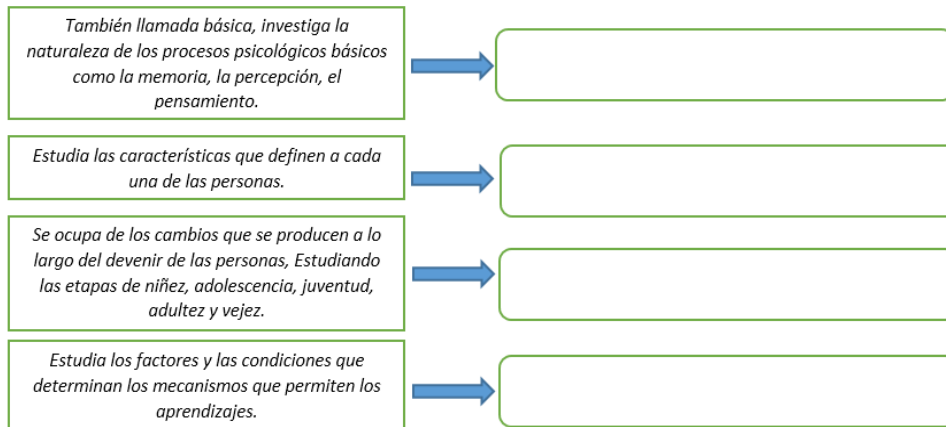 También llamada básica, investiga la
naturaleza de los procesos psicológicos básicos
como la memoria, la percepción, el
pensamiento.
Estudia las características que definen a cada
una de las personas.
Se ocupa de los cambios que se producen a lo
largo del devenir de las personas, Estudiando
las etapas de niñez, adolescencia, juventud,
adultez y vejez.
Estudia los factores y las condiciones que
determinan los mecanismos que permiten los
aprendizajes.